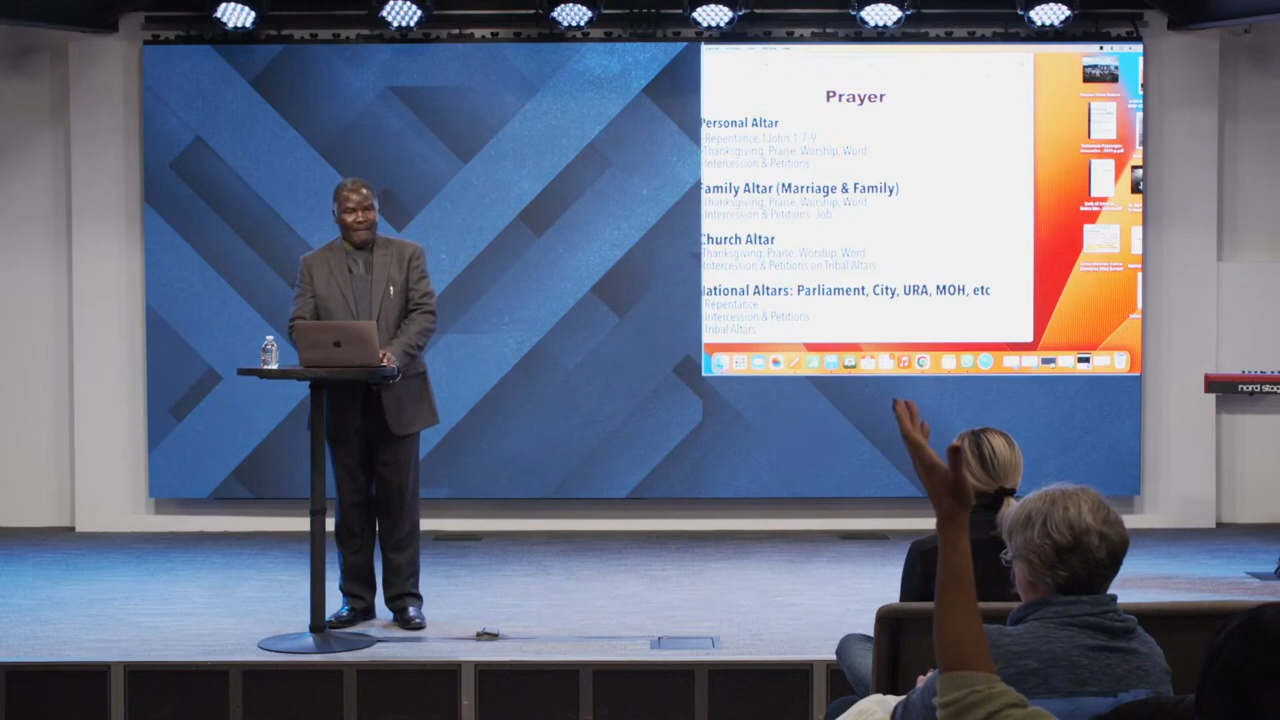 Prayer
Personal Altar
-Repentance 1John 1:7-9
-Thanksgiving, Praise, Worship, Word
-Intercession & Petitions
Family Altar (Marriage & Family)
Thanksgiving, Praise, Worship, Word
-Intercession & Petitions Job
Church Altar
Thanksgiving, Praise, Worship, Word
Intercession & Petitions on Tribal Altars
National Altars: Parliament, City, URA, MOH, etc
Repentance
Intercession & Petitions
Tribal Altars
nord stag